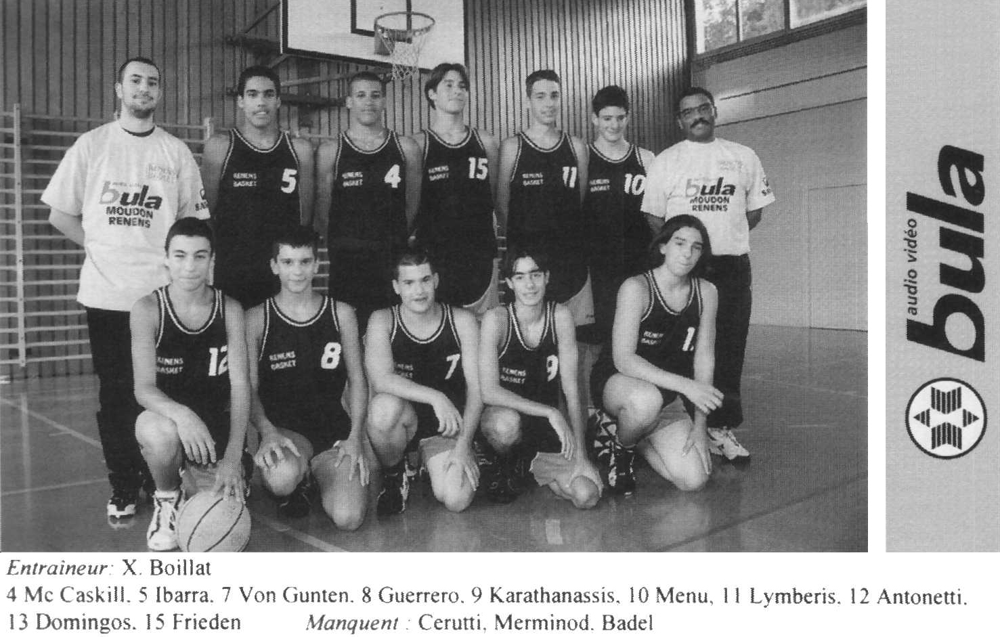 5
4
15
11
10
RENENS
BASKET
RENENS
BASKET
RENENS
BASKET
RENENS
BASKET
RENENS
BASKET
RENENS
BASKET
bula
MOUDON
RENENS
bula
MOUDON
RENENS
12
8
7
9
1
RENENS
BASKET
RENENS
BASKET
RENENS
BASKET
RENENS
BASKET
audio vidéo
bula
Entraineur: X. Boillat
4 Mc Caskill. 5 Ibarra. 7 Von Gunten. 8 Guerrero. 9 Karathanassis, 10 Menu, 11 Lymberis. 12 Antonetti.
13 Domingos. 15 Frieden Manquent : Cerutti, Merminod. Badel